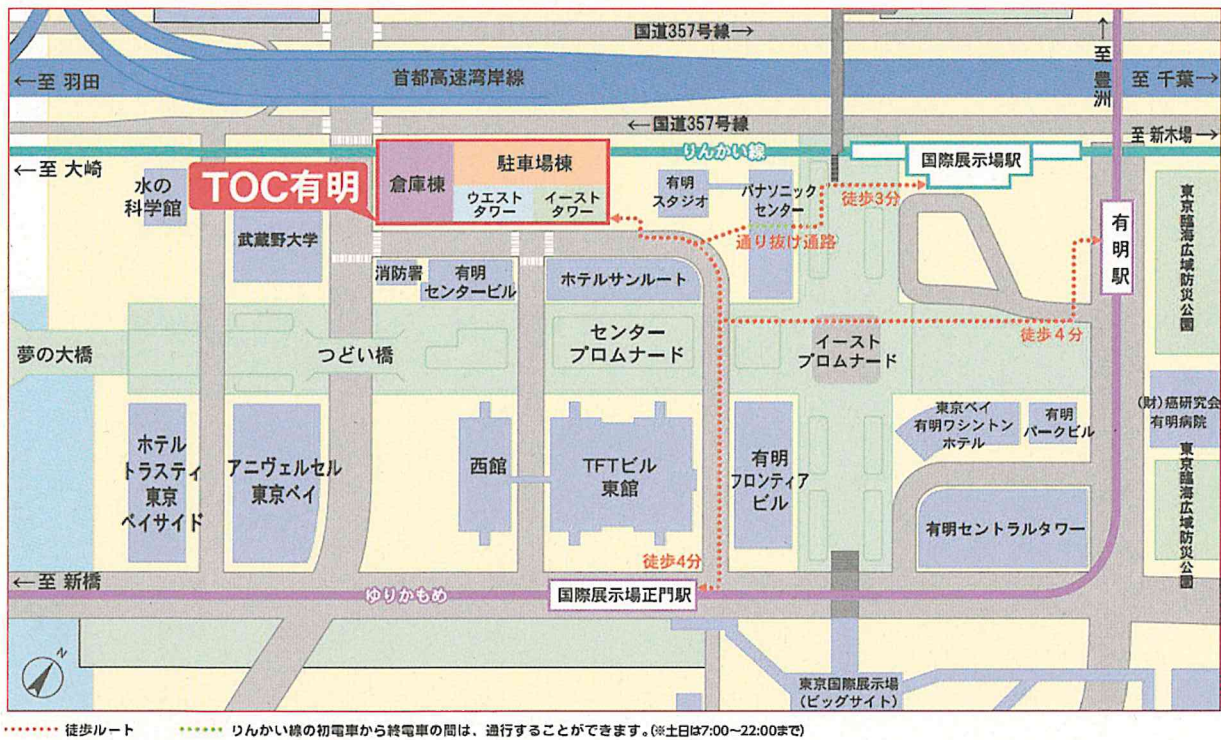 国道357号線→
首都高速湾岸線
←至 羽田
↑
至
豊
洲
至 千葉→
←国道357号線
至 新木場→
りんかい線
国際展示場駅
←至 大崎
TOC有明
倉庫棟
駐車場棟
ウエスト
タワー
イースト
タワー
水の
科学館
有明
スタジオ
パナソニック
センター
徒歩3分
通り抜け通路
武蔵野大学
消防署
有明
センタービル
ホテルサンルート
有明駅
東京臨海広域防災公園
徒歩4分
夢の大橋
つどい橋
センター
プロムナード
イースト
プロムナード
ホテル
トラスティ
東京
ベイサイド
アニヴェルセル
東京ベイ
西館
TFTビル
東館
有明
フロンティア
ビル
東京ベイ
有明ワシントン
ホテル
有明
パークビル
(財)癌研究会
有明病院
東京臨海広域防災公園
有明セントラルタワー
徒歩4分
←至 新橋
ゆりかもめ
国際展示場正門駅
東京国際展示場
(ビッグサイト)
N
徒歩ルート
りんかい線の初電車から終電車の間は、通行することができます。(※土日は7:00〜22:00まで)